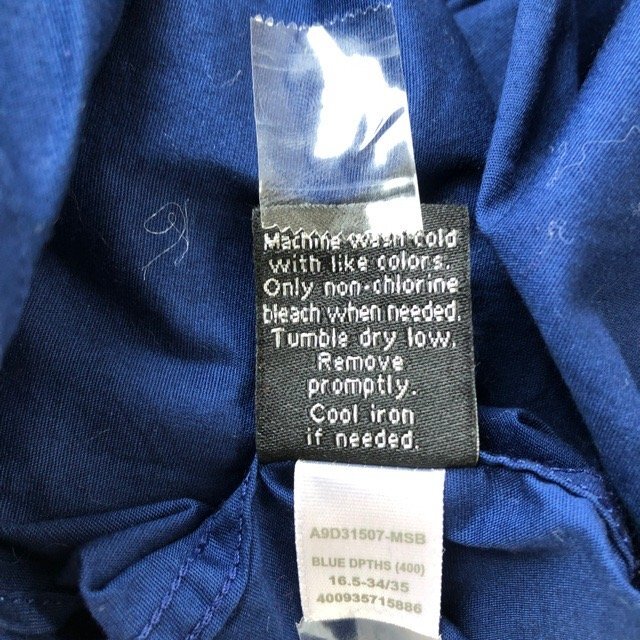 Machine wash cold
with like colors.
Only non-chlorine
bleach when needed.
Tumble dry low.
Remove
promptly.
Cool iron
if needed.
A9D31507-MSB
BLUE DPTHS (400)
16.5-34/35
400935715886